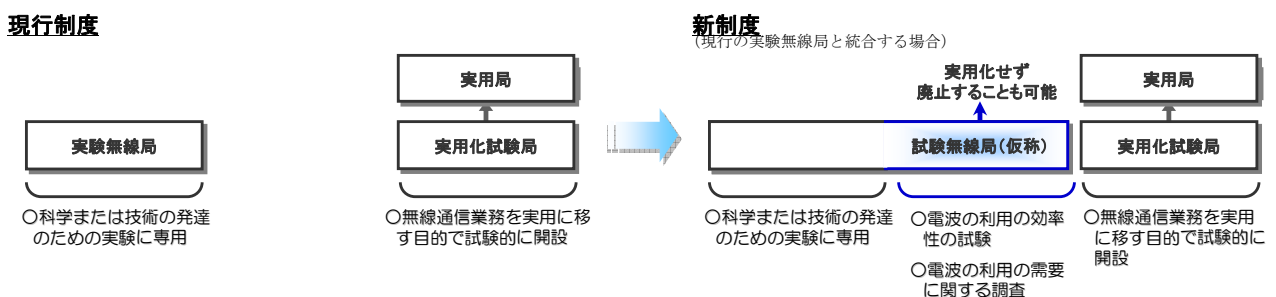 現行制度
実用局
実験無線局
実用化試験局
○科学または技術の発達
のための実験に専用
○無線通信業務を実用に移
す目的で試験的に開設
新制度
（現行の実験無線局と統合する場合）
実用化せず
廃止することも可能
実用局
試験無線局（仮称）
実用化試験局
○科学または技術の発達
のための実験に専用
○電波の利用の効率
性の試験
○電波の利用の需要
に関する調査
○無線通信業務を実用
に移す目的で試験的に
開設